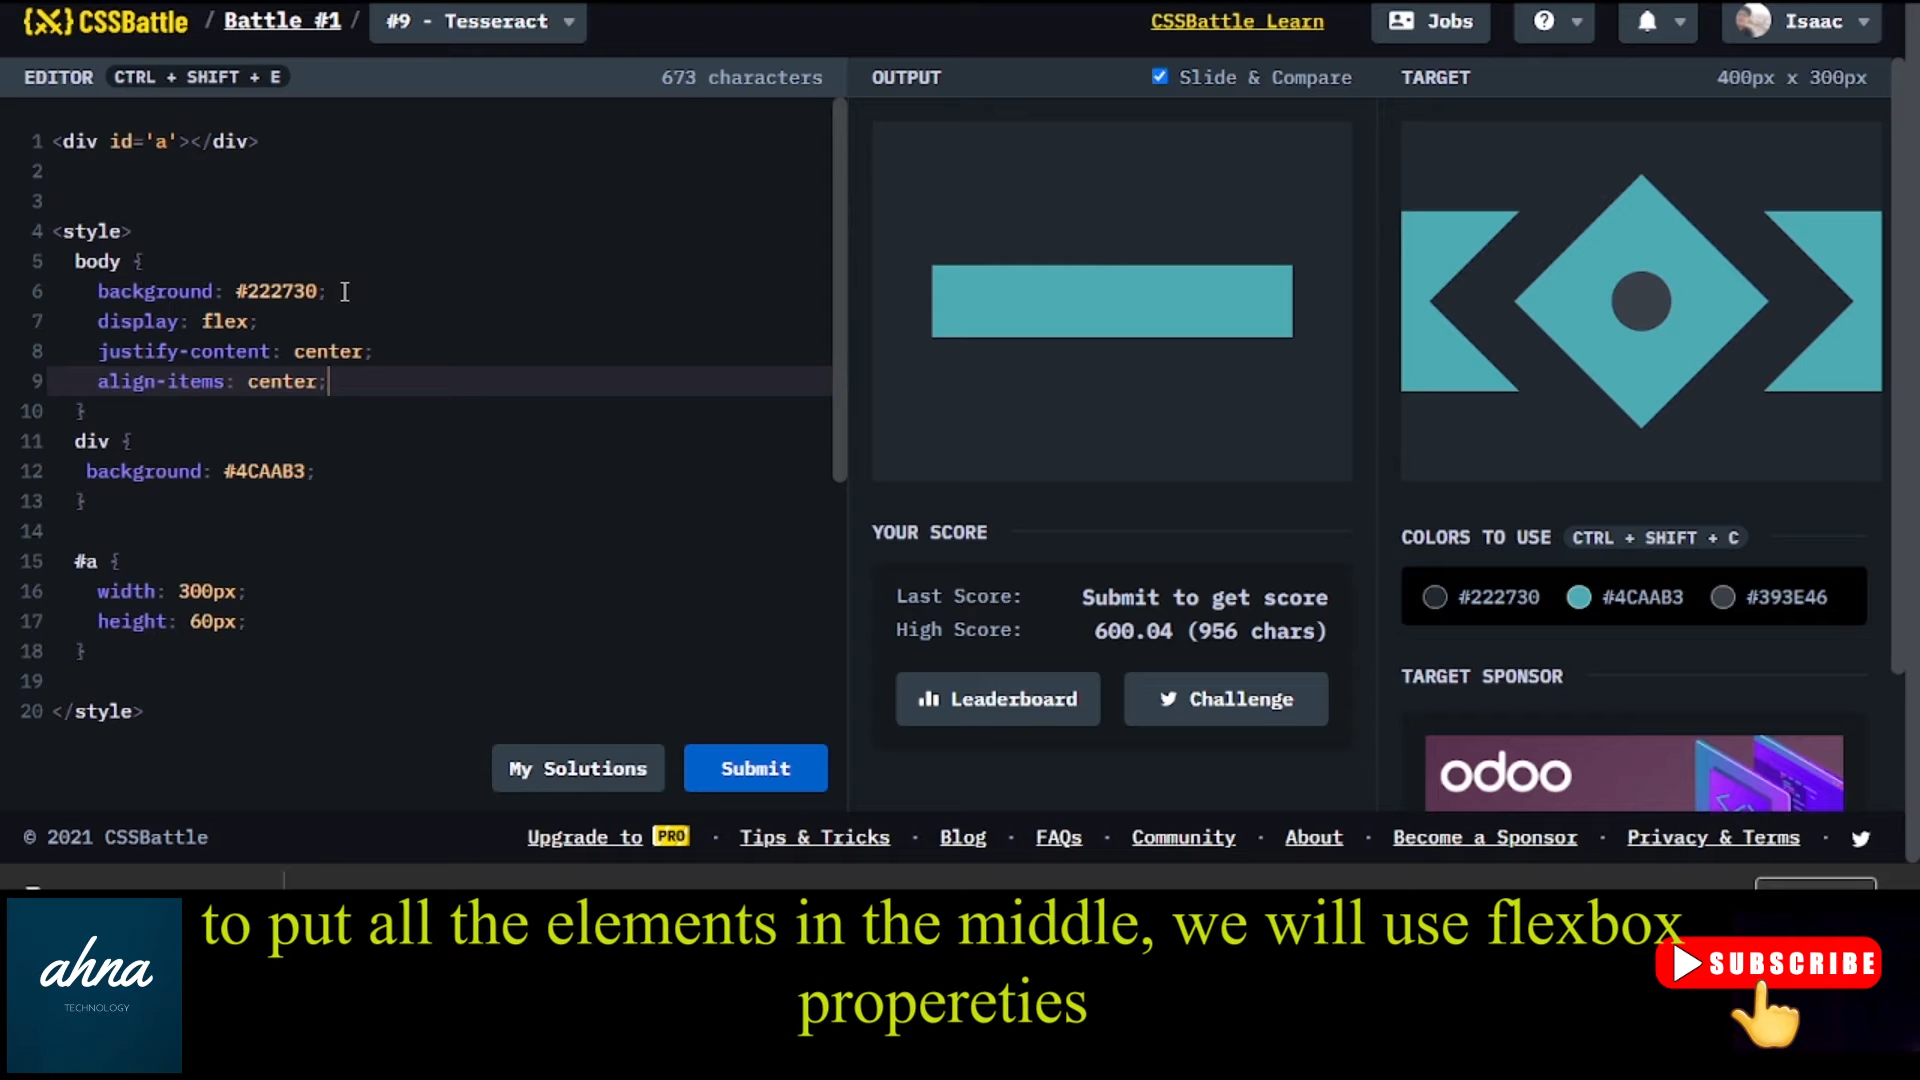 {X} CSSBattle / Battle #1 / #9 - Tesseract
CSSBattle Learn
Jobs
?
Isaac
EDITOR CTRL + SHIFT + E
673 characters
OUTPUT
Slide & Compare
TARGET
400px x 300px
1 <div id='a'></div>
2
3
4 <style>
5 body {
6 background: #222730;
7 display: flex;
8 justify-content: center;
9 align-items: center;
10 }
11 div {
12 background: #4CAAB3;
13 }
14
15 #a {
16 width: 300px;
17 height: 60px;
18 }
19
20 </style>
My Solutions
Submit
YOUR SCORE
Last Score: Submit to get score
High Score: 600.04 (956 chars)
Leaderboard
Challenge
COLORS TO USE CTRL + SHIFT + C
#222730 #4CAAB3 #393E46
TARGET SPONSOR
odoo
© 2021 CSSBattle
Upgrade to PRO · Tips & Tricks · Blog · FAQs · Community · About · Become a Sponsor · Privacy & Terms ·
ahna
TECHNOLOGY
to put all the elements in the middle, we will use flexbox
propereties
SUBSCRIBE